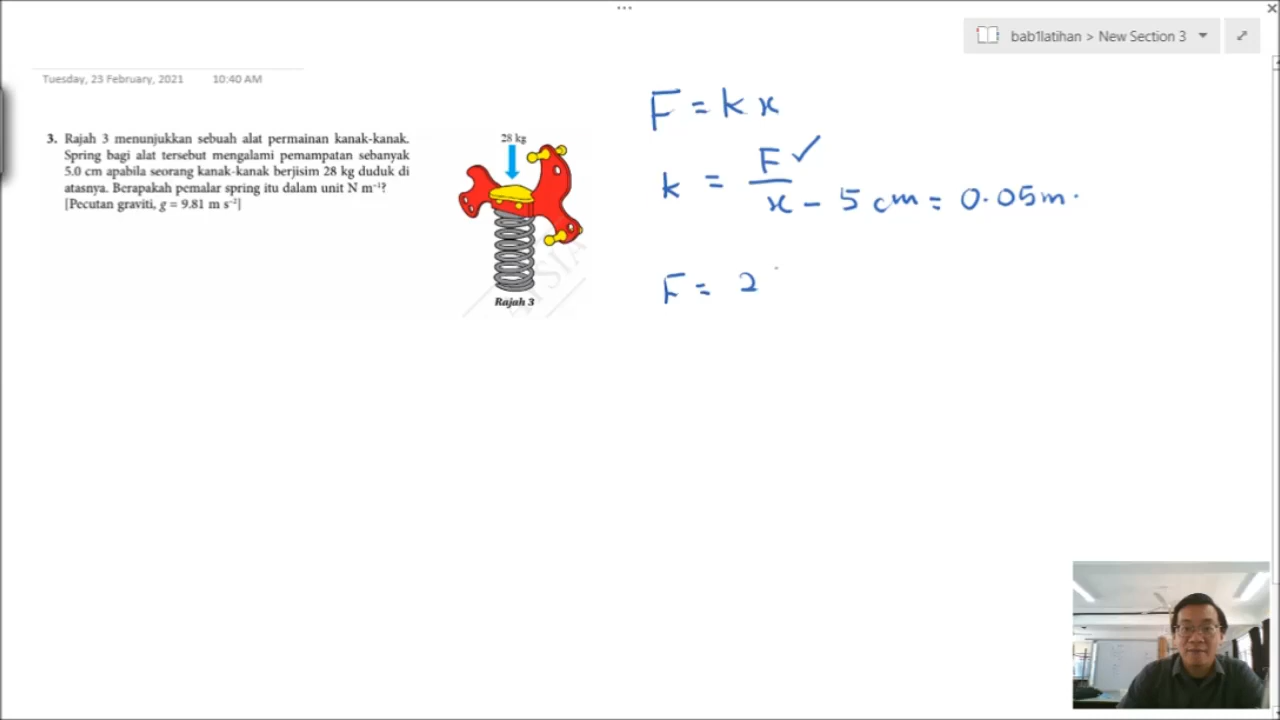 bab1latihan > New Section 3
Tuesday, 23 February, 2021 10:40 AM
3. Rajah 3 menunjukkan sebuah alat permainan kanak-kanak.
Spring bagi alat tersebut mengalami pemampatan sebanyak
5.0 cm apabila seorang kanak-kanak berjisim 28 kg duduk di
atasnya. Berapakah pemalar spring itu dalam unit N m⁻¹?
[Pecutan graviti, g = 9.81 m s⁻²]
28 kg
Rajah 3
F = k x
k = F ✓
x – 5 cm = 0.05 m.
F = 2